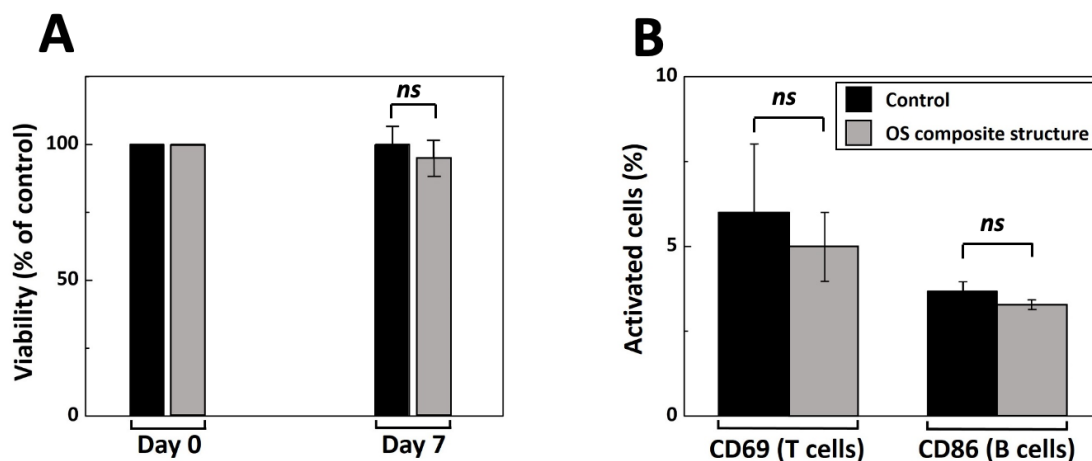 A
Viability (% of control)
100
50
0
ns
Day 0
Day 7
B
Activated cells (%)
10
5
0
ns
ns
Control
OS composite structure
CD69 (T cells)
CD86 (B cells)